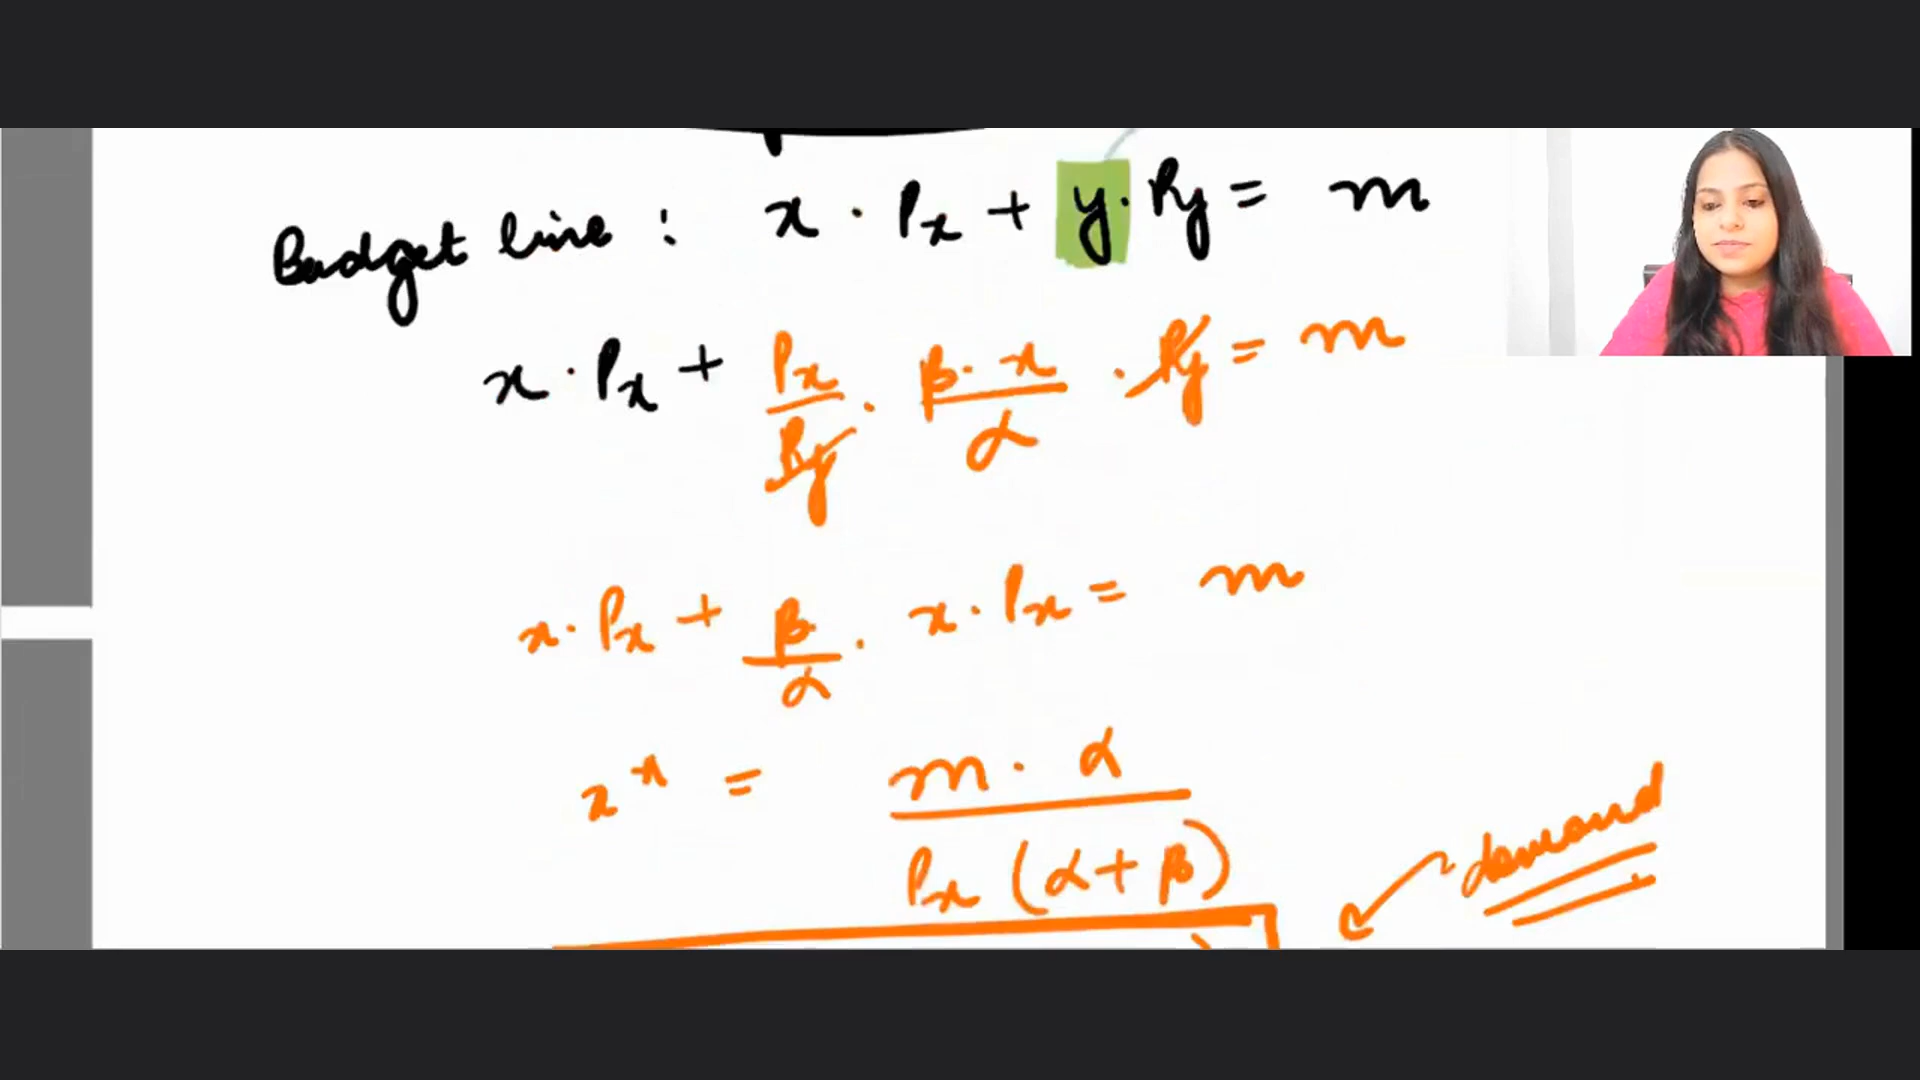 Budget line : x · Px + y · Py = m
x · Px + Px/Py · β · x/α · Py = m
x · Px + β/α · x · Px = m
x* = m · α / Px (α + β)
demand